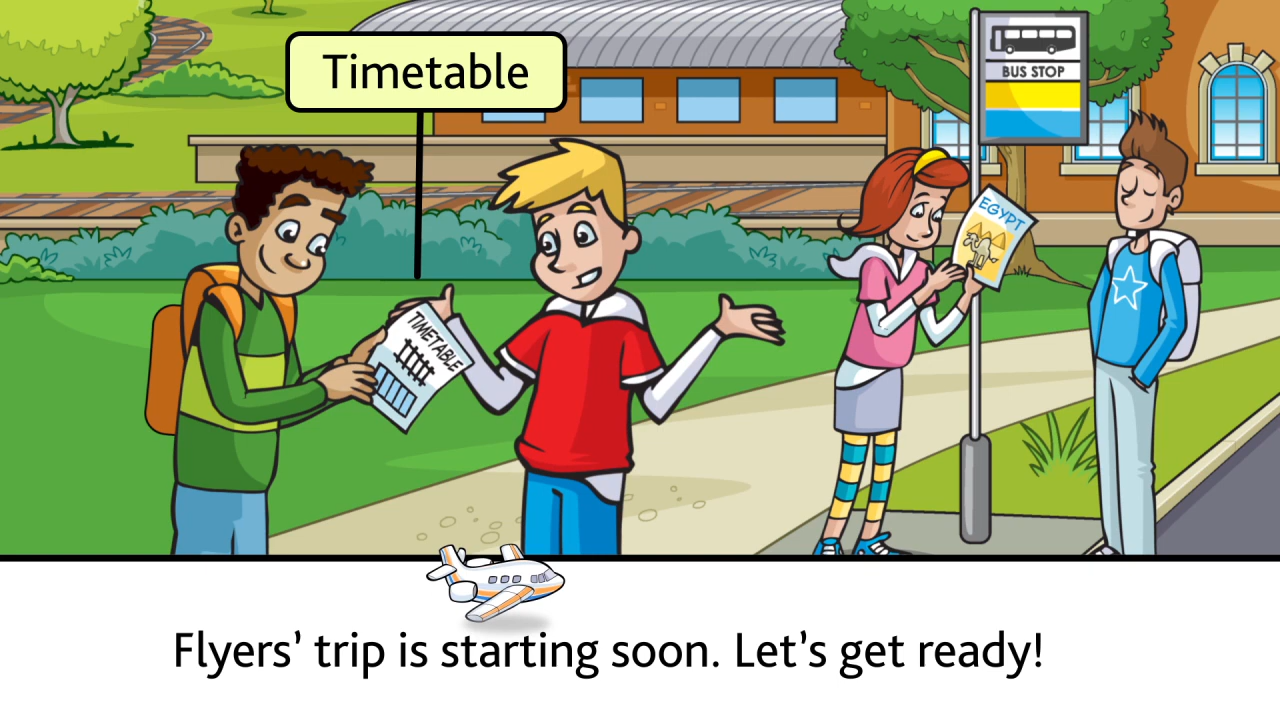 Timetable
BUS STOP
EGYPT
TIMETABLE
Flyers’ trip is starting soon. Let’s get ready!